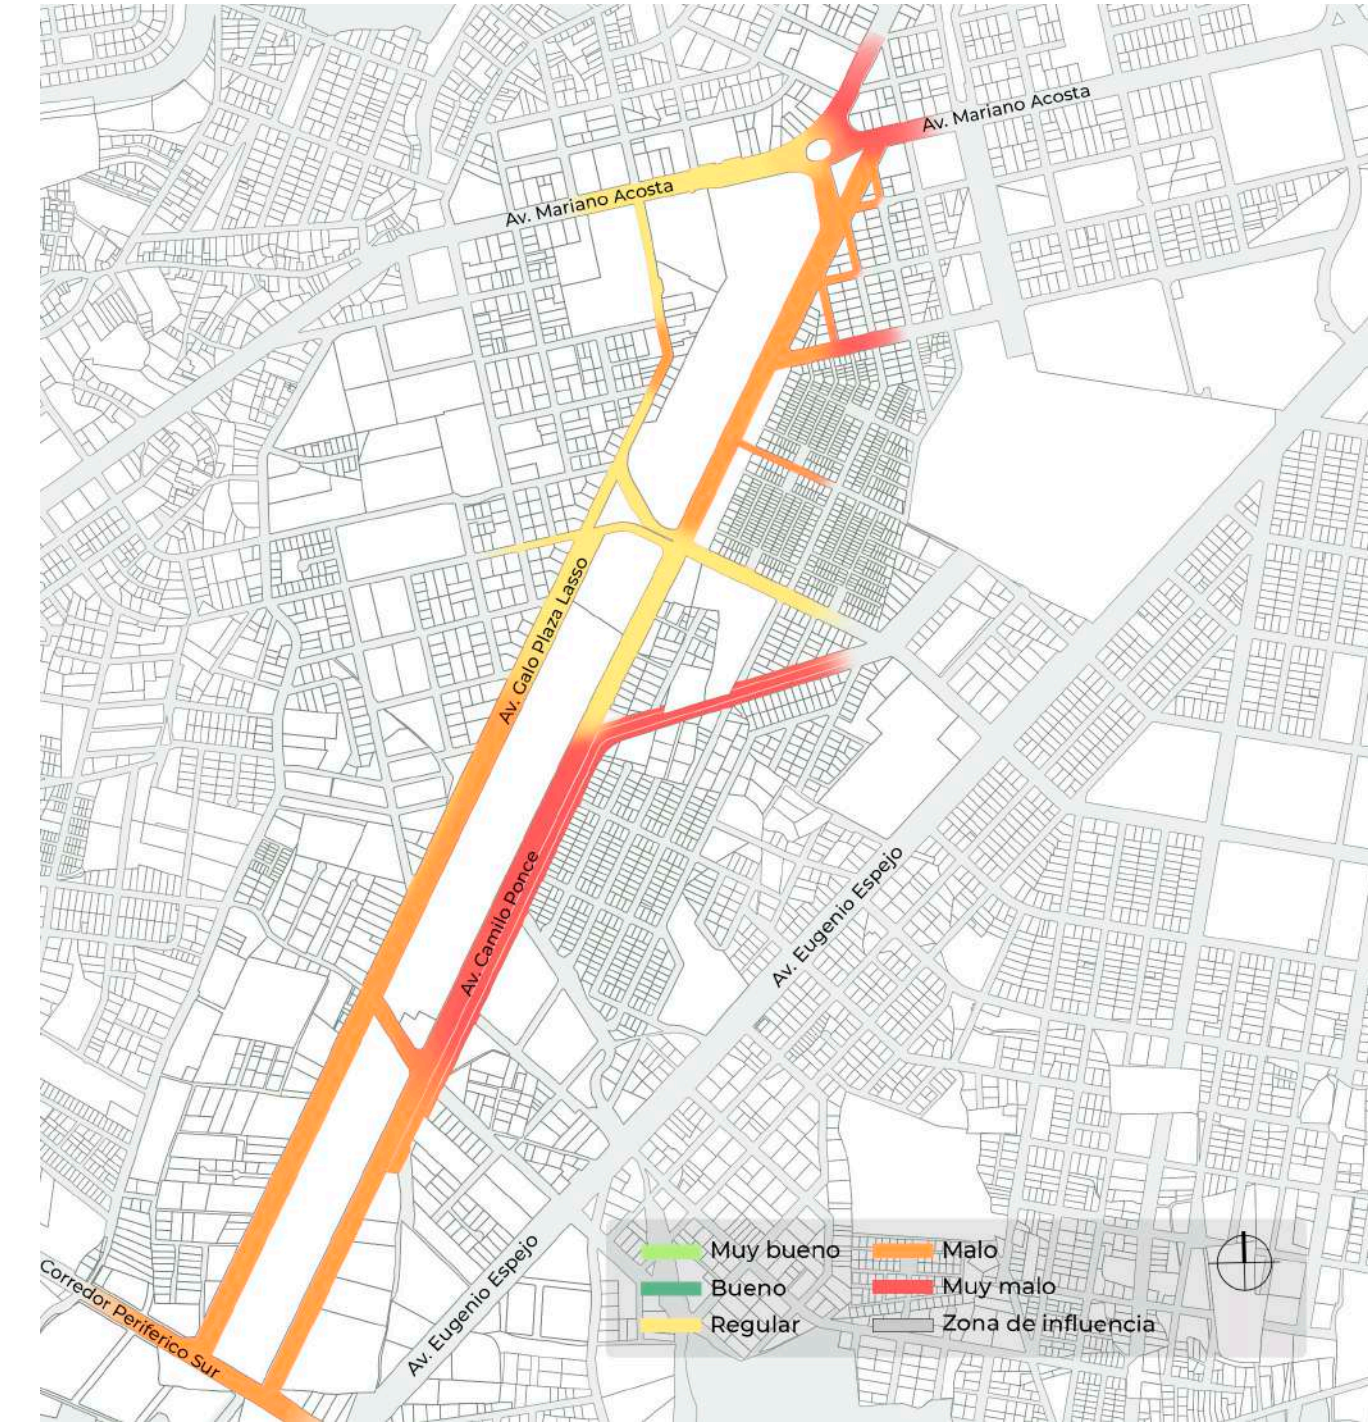 Av. Mariano Acosta
Av. Mariano Acosta
Av. Galo Plaza Lasso
Av. Camilo Ponce
Av. Eugenio Espejo
Av. Eugenio Espejo
Corredor Periferico Sur
Muy bueno
Malo
Bueno
Muy malo
Regular
Zona de influencia